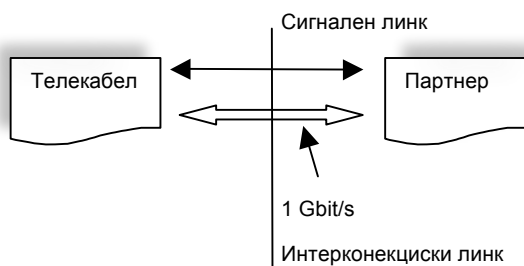 Сигнален линк
Телекабел
Партнер
1 Gbit/s
Интерконекциски линк